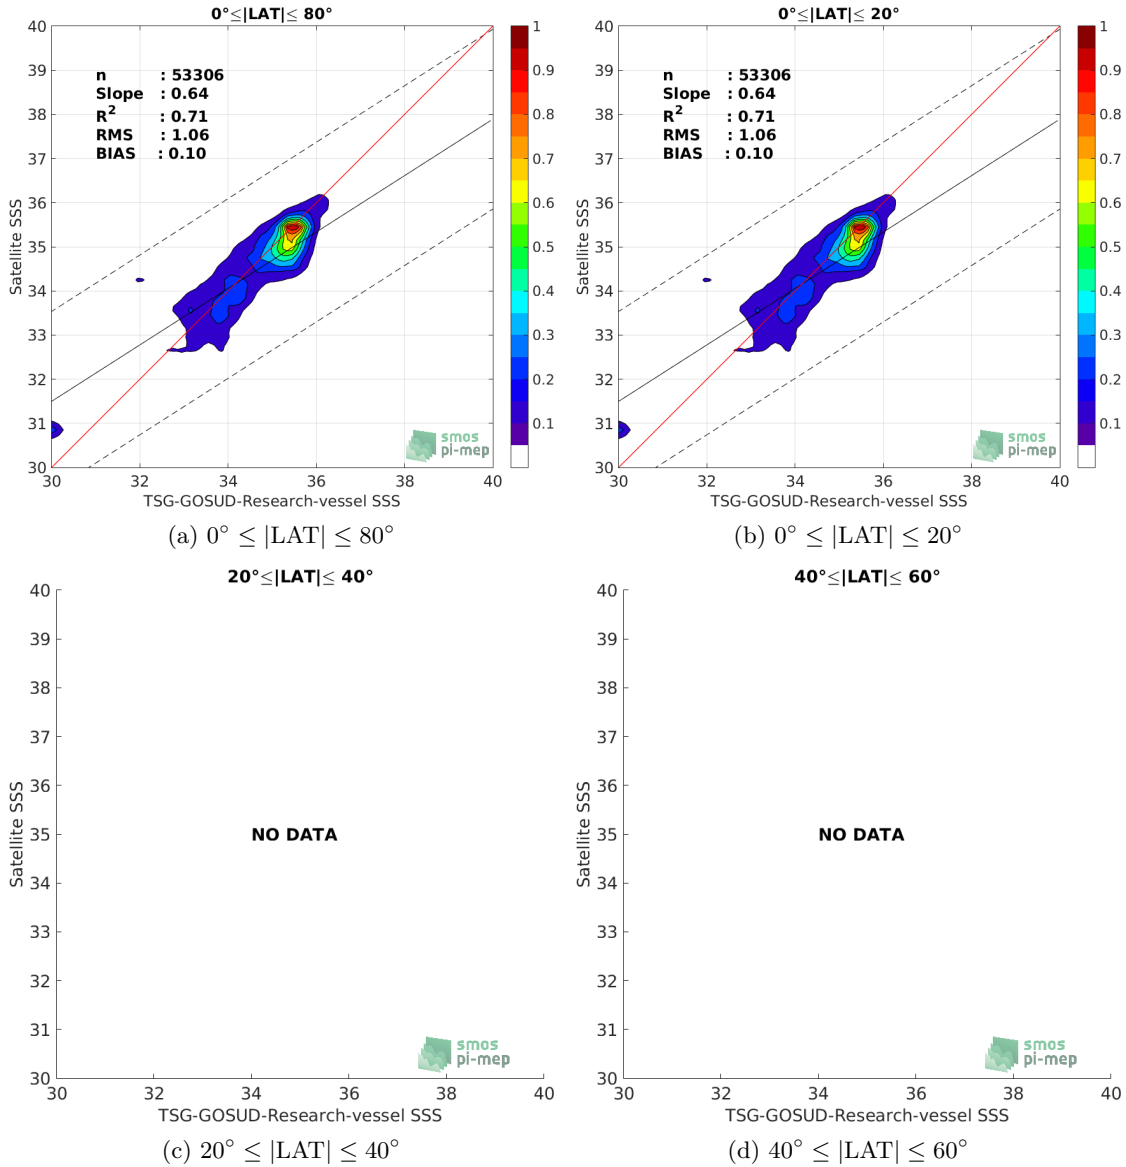 0°≤|LAT|≤ 80°
40
39
38
37
36
35
34
33
32
31
30
30
32
34
36
38
40
Satellite SSS
n : 53306
Slope : 0.64
R² : 0.71
RMS : 1.06
BIAS : 0.10
smos
pi-mep
1
0.9
0.8
0.7
0.6
0.5
0.4
0.3
0.2
0.1
TSG-GOSUD-Research-vessel SSS
(a) 0° ≤ |LAT| ≤ 80°
0°≤|LAT|≤ 20°
40
39
38
37
36
35
34
33
32
31
30
30
32
34
36
38
40
Satellite SSS
n : 53306
Slope : 0.64
R² : 0.71
RMS : 1.06
BIAS : 0.10
smos
pi-mep
1
0.9
0.8
0.7
0.6
0.5
0.4
0.3
0.2
0.1
TSG-GOSUD-Research-vessel SSS
(b) 0° ≤ |LAT| ≤ 20°
20°≤|LAT|≤ 40°
40
39
38
37
36
35
34
33
32
31
30
30
32
34
36
38
40
Satellite SSS
NO DATA
smos
pi-mep
TSG-GOSUD-Research-vessel SSS
(c) 20° ≤ |LAT| ≤ 40°
40°≤|LAT|≤ 60°
40
39
38
37
36
35
34
33
32
31
30
30
32
34
36
38
40
Satellite SSS
NO DATA
smos
pi-mep
TSG-GOSUD-Research-vessel SSS
(d) 40° ≤ |LAT| ≤ 60°